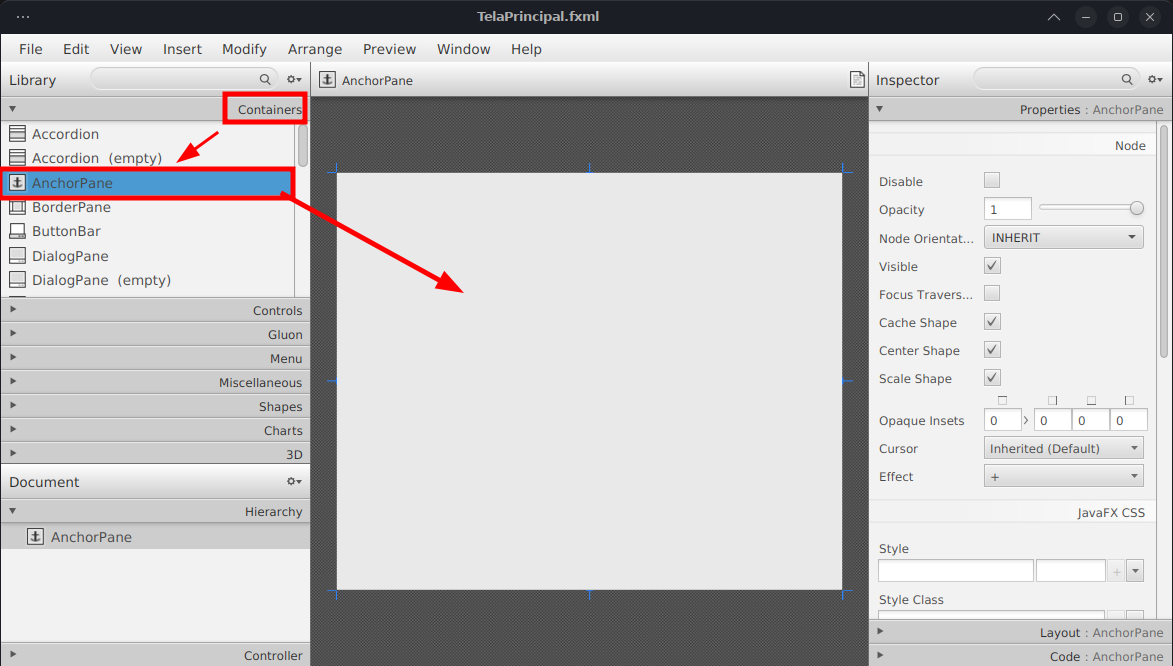 TelaPrincipal.fxml
File Edit View Insert Modify Arrange Preview Window Help
Library
Containers
Accordion
Accordion (empty)
AnchorPane
BorderPane
ButtonBar
DialogPane
DialogPane (empty)
Controls
Gluon
Menu
Miscellaneous
Shapes
Charts
3D
Document
Hierarchy
AnchorPane
Controller
AnchorPane
Inspector
Properties : AnchorPane
Node
Disable
Opacity 1
Node Orientat... INHERIT
Visible
Focus Travers...
Cache Shape
Center Shape
Scale Shape
Opaque Insets 0 0 0 0
Cursor Inherited (Default)
Effect +
JavaFX CSS
Style
+
Style Class
Layout : AnchorPane
Code : AnchorPane